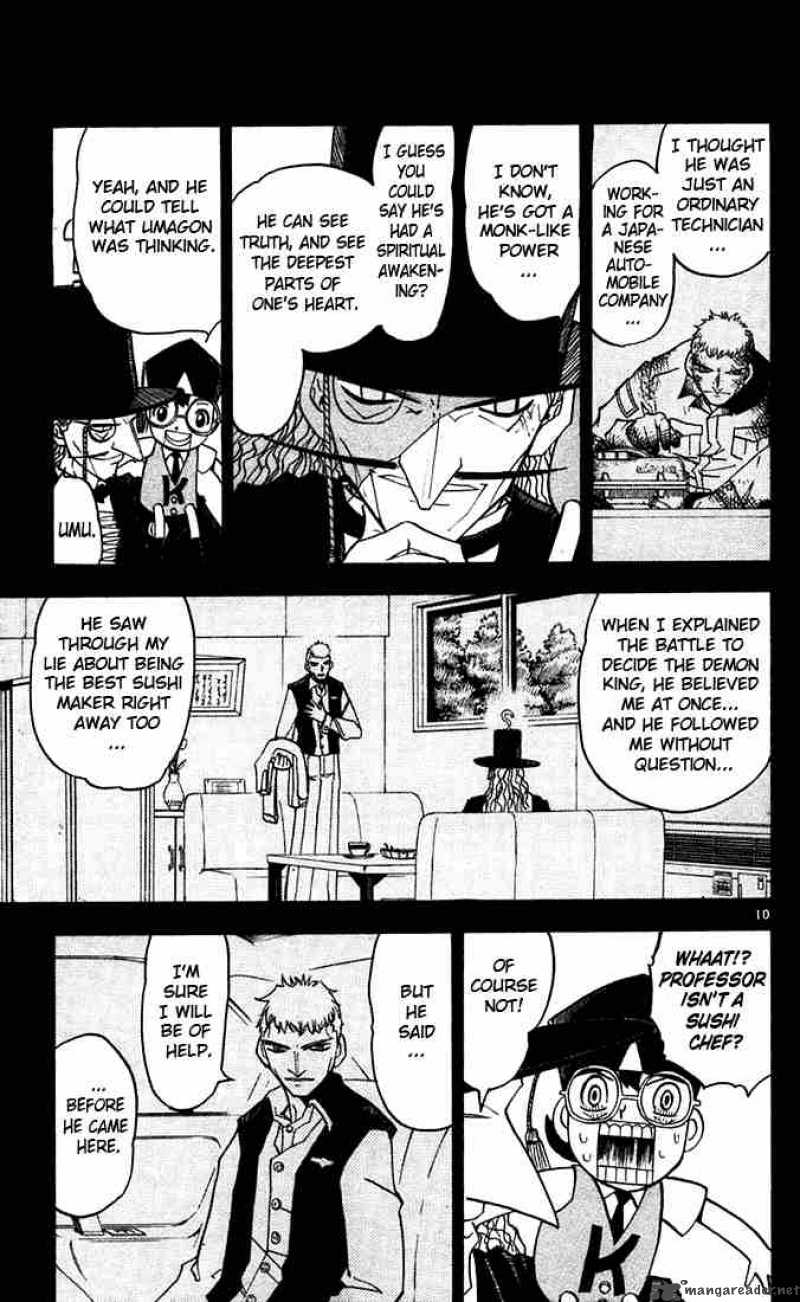 I THOUGHT
HE WAS
JUST AN
ORDINARY
TECHNICIAN
...
WORK-
ING FOR
A JAPA-
NESE
AUTO-
MOBILE
COMPANY
...
I DON'T
KNOW,
HE'S GOT A
MONK-LIKE
POWER
...
I GUESS
YOU
COULD
SAY HE'S
HAD A
SPIRITUAL
AWAKEN-
ING?
HE CAN SEE
TRUTH, AND SEE
THE DEEPEST
PARTS OF
ONE'S HEART.
YEAH, AND HE
COULD TELL
WHAT UMAGON
WAS THINKING.
K
UMU.
WHEN I EXPLAINED
THE BATTLE TO
DECIDE THE DEMON
KING, HE BELIEVED
ME AT ONCE...
AND HE FOLLOWED
ME WITHOUT
QUESTION...
?
HE SAW
THROUGH MY
LIE ABOUT BEING
THE BEST SUSHI
MAKER RIGHT
AWAY TOO
...
10
WHAAT!?
PROFESSOR
ISN'T A
SUSHI
CHEF?
OF
COURSE
NOT!
K
BUT
HE
SAID
...
I'M
SURE
I WILL
BE OF
HELP.
...
BEFORE
HE CAME
HERE.
mangareader.net